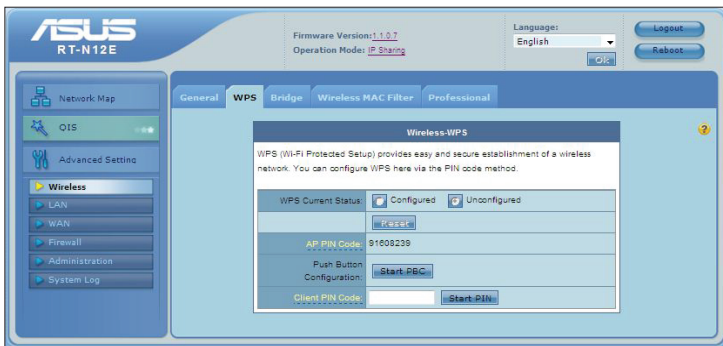 ASUS
RT-N12E
Firmware Version:1.1.0.7
Operation Mode: IP Sharing
Language:
English
OK
Logout
Reboot
Network Map
QIS
Advanced Setting
Wireless
LAN
WAN
Firewall
Administration
System Log
General WPS Bridge Wireless MAC Filter Professional
Wireless-WPS
WPS (Wi-Fi Protected Setup) provides easy and secure establishment of a wireless
network. You can configure WPS here via the PIN code method.
WPS Current Status: Configured Unconfigured
Reset
AP PIN Code: 91608239
Push Button
Configuration: Start PBC
Client PIN Code: Start PIN